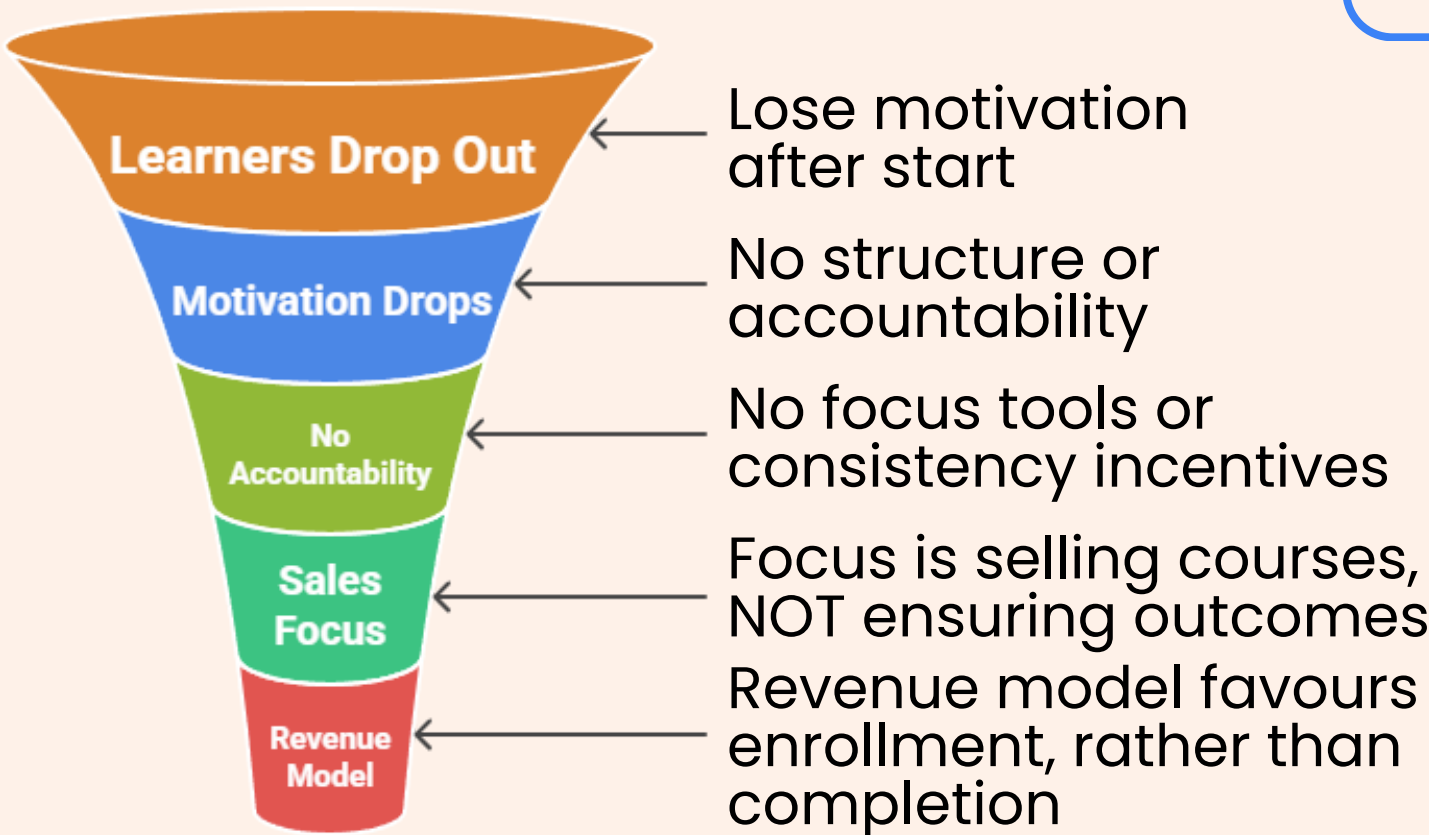 Learners Drop Out
Lose motivation
after start
Motivation Drops
No structure or
accountability
No
Accountability
No focus tools or
consistency incentives
Sales
Focus
Focus is selling courses,
NOT ensuring outcomes
Revenue
Model
Revenue model favours
enrollment, rather than
completion